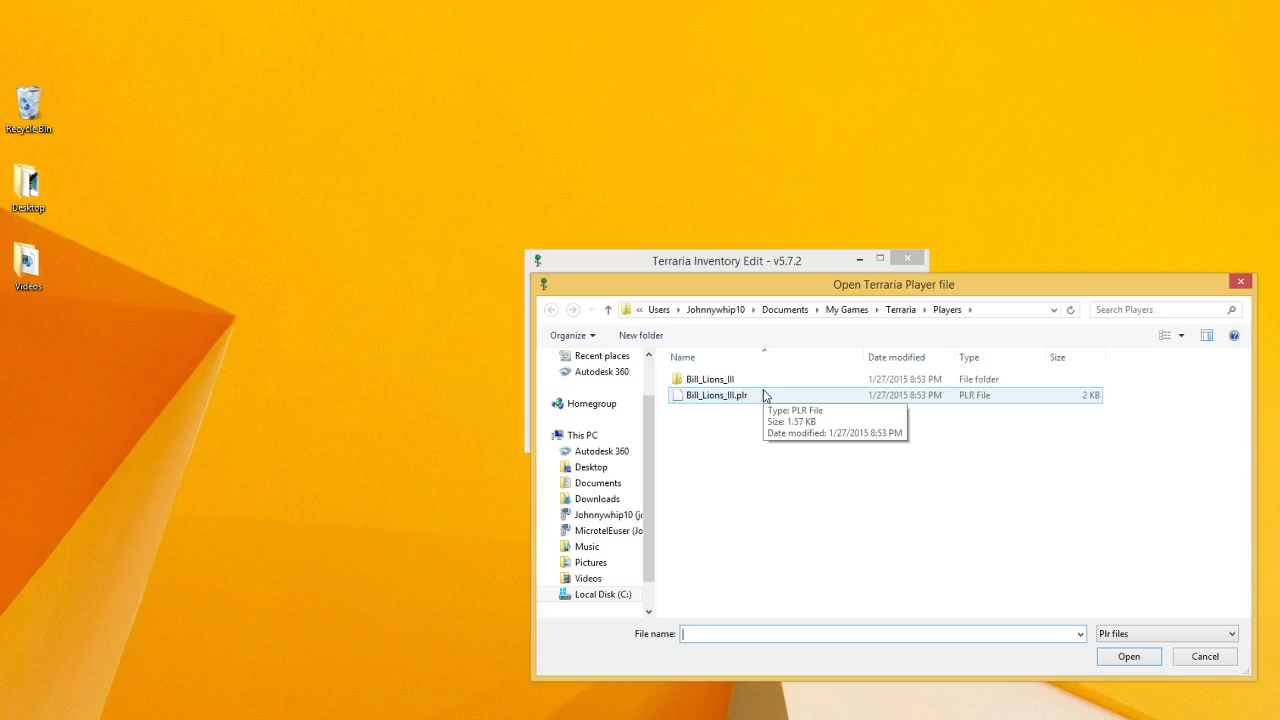 Recycle Bin
Desktop
Videos
Terraria Inventory Edit - v5.7.2
Open Terraria Player file
« Users Johnnywhip10 Documents My Games Terraria Players
Search Players
Organize New folder
Recent places
Autodesk 360
Homegroup
This PC
Autodesk 360
Desktop
Documents
Downloads
Johnnywhip10 (jo
MicrotelEuser (Jo
Music
Pictures
Videos
Local Disk (C:)
Name Date modified Type Size
Bill_Lions_III 1/27/2015 8:53 PM File folder
Bill_Lions_III.plr 1/27/2015 8:53 PM PLR File 2 KB
Type: PLR File
Size: 1.57 KB
Date modified: 1/27/2015 8:53 PM
File name: Plr files
Open Cancel